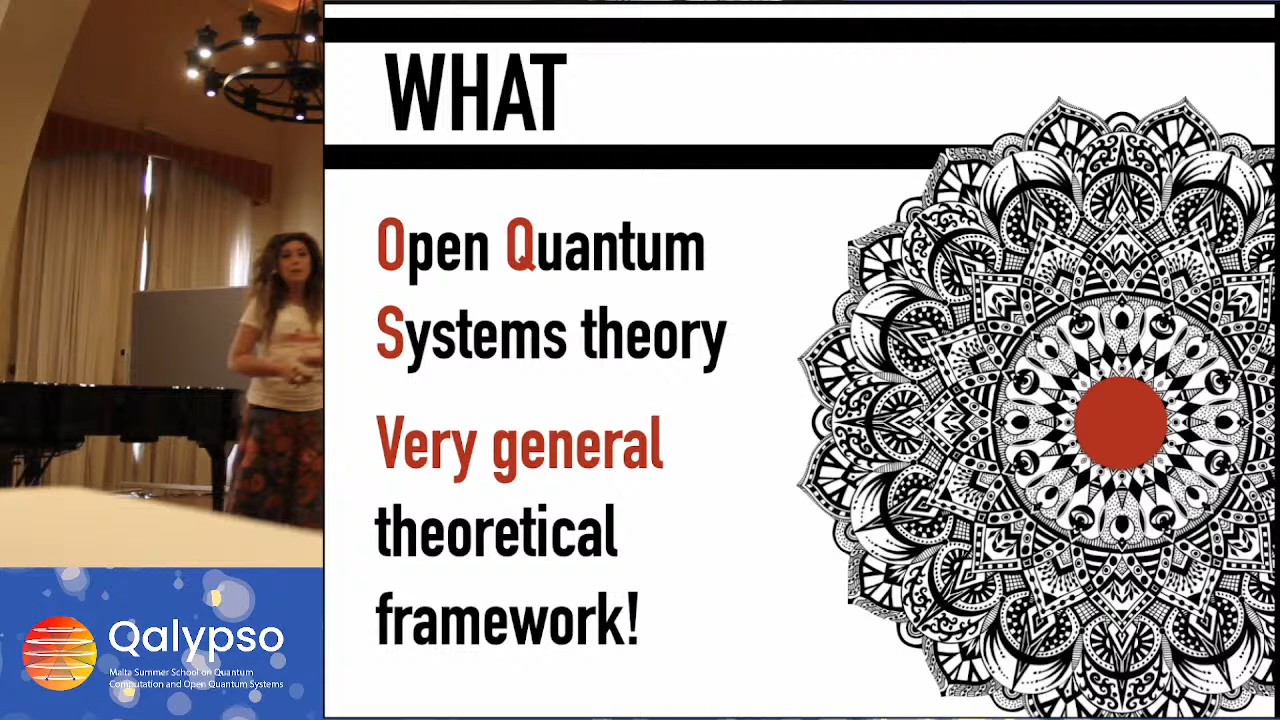 WHAT
Open Quantum
Systems theory
Very general
theoretical
framework!
Qalypso
Malta Summer School on Quantum
Computation and Open Quantum Systems